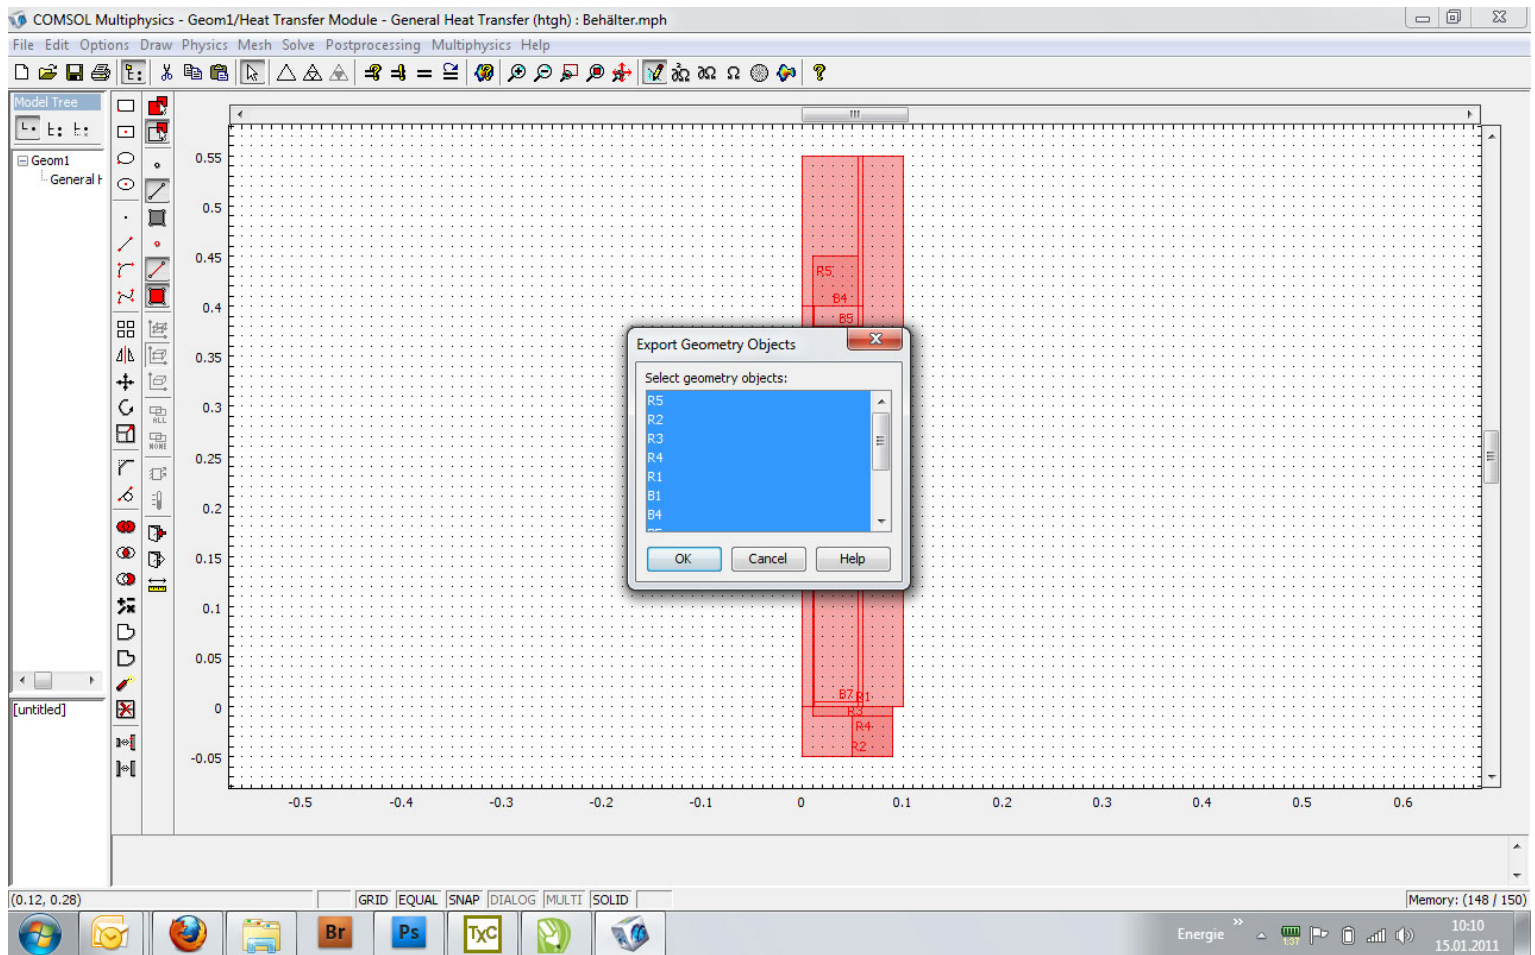 COMSOL Multiphysics - Geom1/Heat Transfer Module - General Heat Transfer (htgh) : Behälter.mph
File Edit Options Draw Physics Mesh Solve Postprocessing Multiphysics Help
Model Tree
Geom1
General H
0.55
0.5
0.45
0.4
0.35
0.3
0.25
0.2
0.15
0.1
0.05
0
-0.05
-0.5 -0.4 -0.3 -0.2 -0.1 0 0.1 0.2 0.3 0.4 0.5 0.6
ALL
NONE
R5
B4
B5
Export Geometry Objects
Select geometry objects:
R5
R2
R3
R4
R1
B1
B4
OK Cancel Help
B7 R1
R3
R4
R2
[untitled]
(0.12, 0.28) GRID EQUAL SNAP DIALOG MULTI SOLID Memory: (148 / 150)
Br Ps TXC Energie 1:37 10:10
15.01.2011